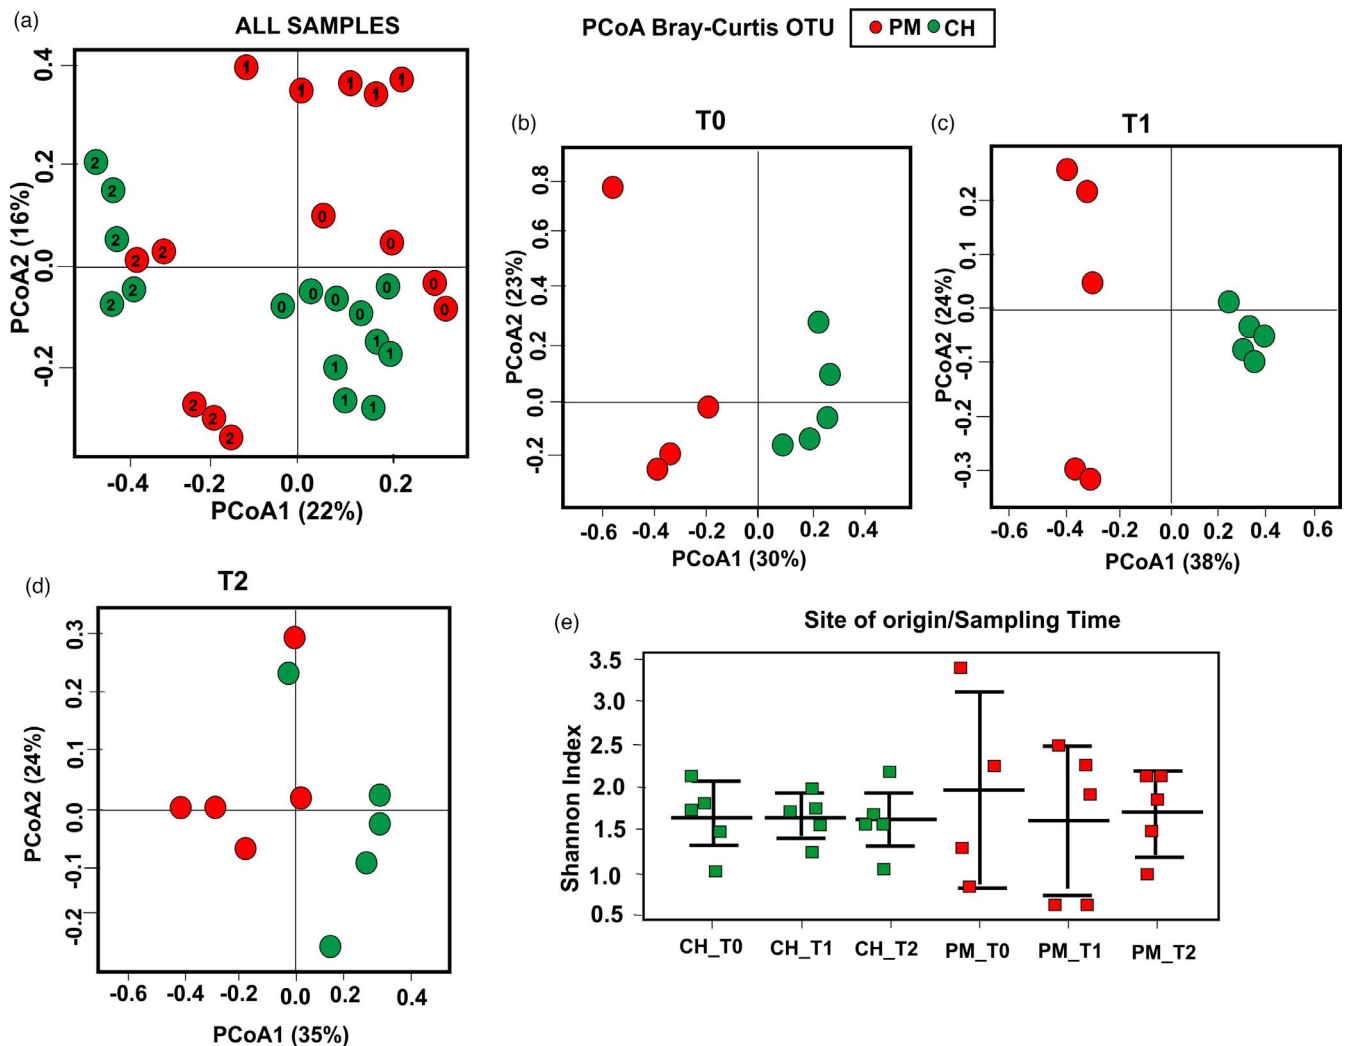 (a)
ALL SAMPLES
PCoA Bray-Curtis OTU
PM CH
0.4
0.2
0.0
-0.2
PCoA2 (16%)
1 1 1 1 1
2 2 2 2 2 2 2
0 0 0 0
0 0 0 0 0
1 1 1 1 1
2 2 2
-0.4 -0.2 0.0 0.2
PCoA1 (22%)
(b)
T0
0.8
0.6
0.4
0.2
0.0
-0.2
PCoA2 (23%)
-0.6 -0.4 -0.2 0.0 0.2 0.4
PCoA1 (30%)
(c)
T1
0.2
0.1
0.0
-0.1
-0.2
-0.3
PCoA2 (24%)
-0.6 -0.4 -0.2 0.0 0.2 0.4 0.6
PCoA1 (38%)
(d)
T2
0.3
0.2
0.1
0.0
-0.1
-0.2
PCoA2 (24%)
-0.6 -0.4 -0.2 0.0 0.2 0.4
PCoA1 (35%)
(e)
Site of origin/Sampling Time
3.5
3.0
2.5
2.0
1.5
1.0
0.5
Shannon Index
CH_T0 CH_T1 CH_T2 PM_T0 PM_T1 PM_T2